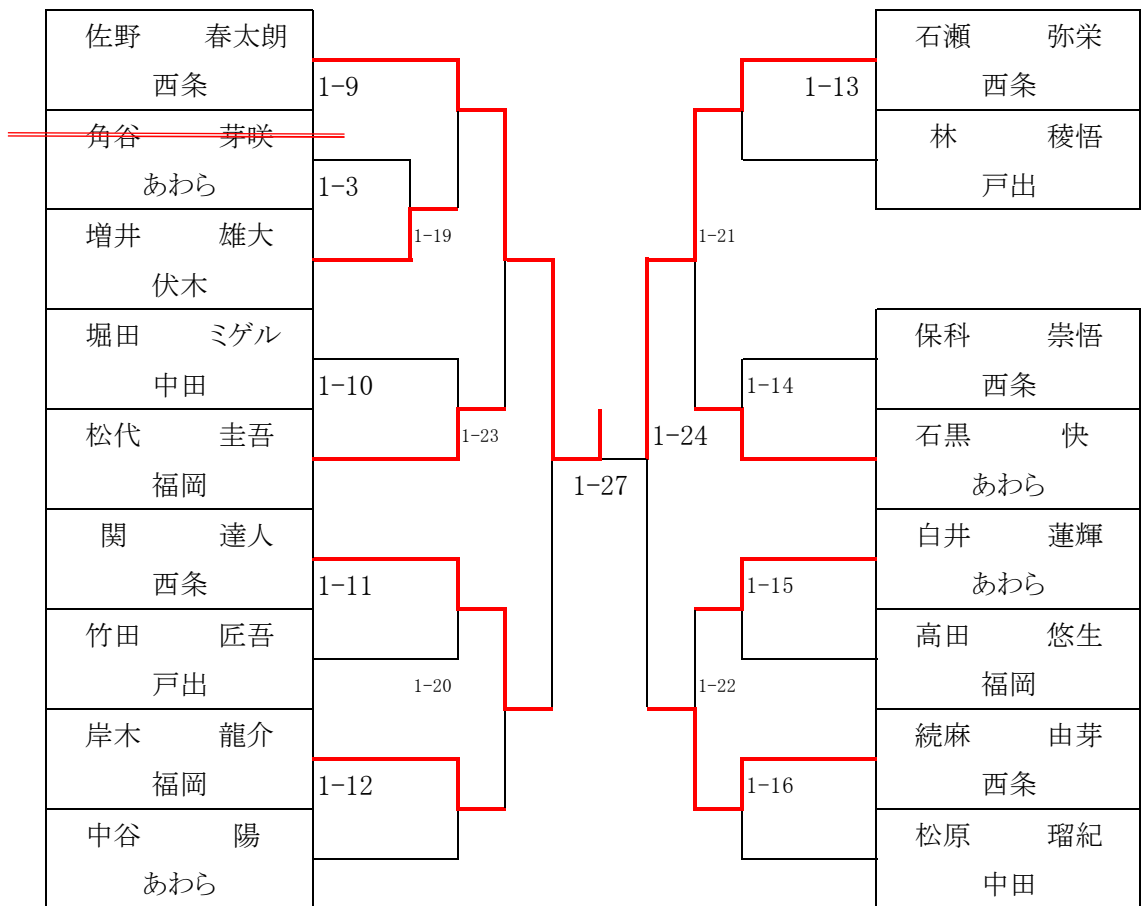 佐野 春太朗
西条
角谷 芽咲
あわら
増井 雄大
伏木
堀田 ミゲル
中田
松代 圭吾
福岡
関 達人
西条
竹田 匠吾
戸出
岸木 龍介
福岡
中谷 陽
あわら
1-9
1-3
1-19
1-10
1-23
1-11
1-20
1-12
1-27
1-24
1-13
1-21
1-14
1-15
1-22
1-16
石瀬 弥栄
西条
林 稜悟
戸出
保科 崇悟
西条
石黒 快
あわら
白井 蓮輝
あわら
高田 悠生
福岡
続麻 由芽
西条
松原 瑠紀
中田